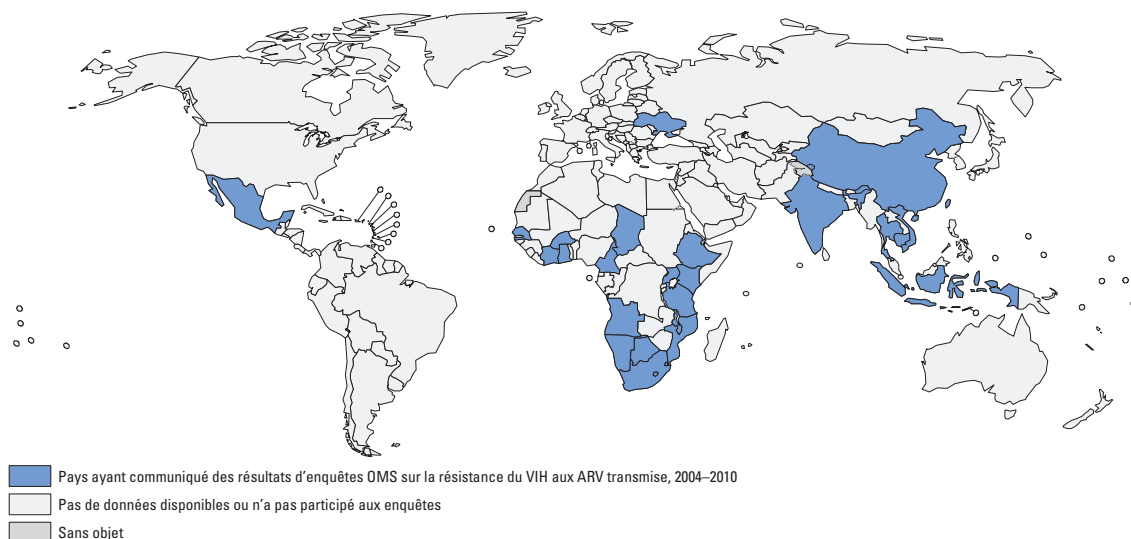 Pays ayant communiqué des résultats d'enquêtes OMS sur la résistance du VIH aux ARV transmise, 2004–2010
Pas de données disponibles ou n'a pas participé aux enquêtes
Sans objet